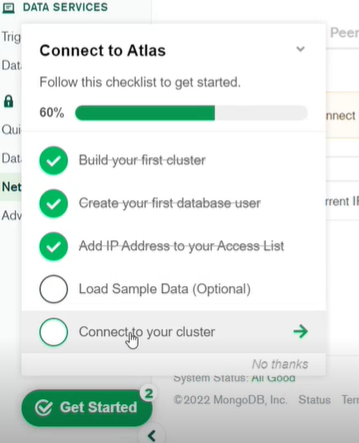 DATA SERVICES
Trig
Peer
Connect to Atlas
Dat
Follow this checklist to get started.
60%
nnect
Qui
Build your first cluster
Dat
Net
Create your first database user
rrent IP
Adv
Add IP Address to your Access List
Load Sample Data (Optional)
Connect to your cluster
No thanks
System Status: All Good
Get Started
2
©2022 MongoDB, Inc. Status Ter